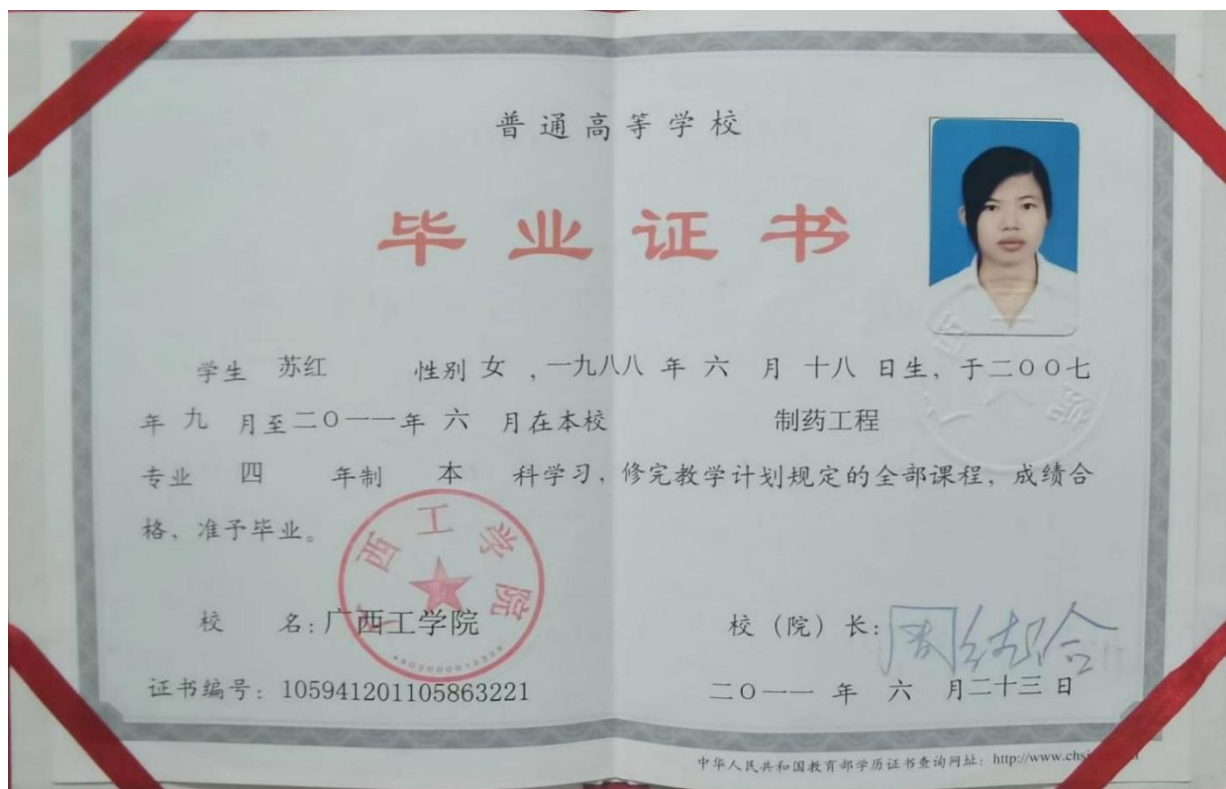 普通高等学校
毕业证书
学生 苏红 性别 女 ，一九八八 年 六 月 十八 日生，于二〇〇七
年 九 月至二〇一一年 六 月在本校 制药工程
专业 四 年制 本 科学习，修完教学计划规定的全部课程，成绩合
格，准予毕业。
广西工学院
校 名：广西工学院 校（院）长：
证书编号：105941201105863221 二〇一一 年 六 月二十三 日
中华人民共和国教育部学历证书查询网址：http://www.chs